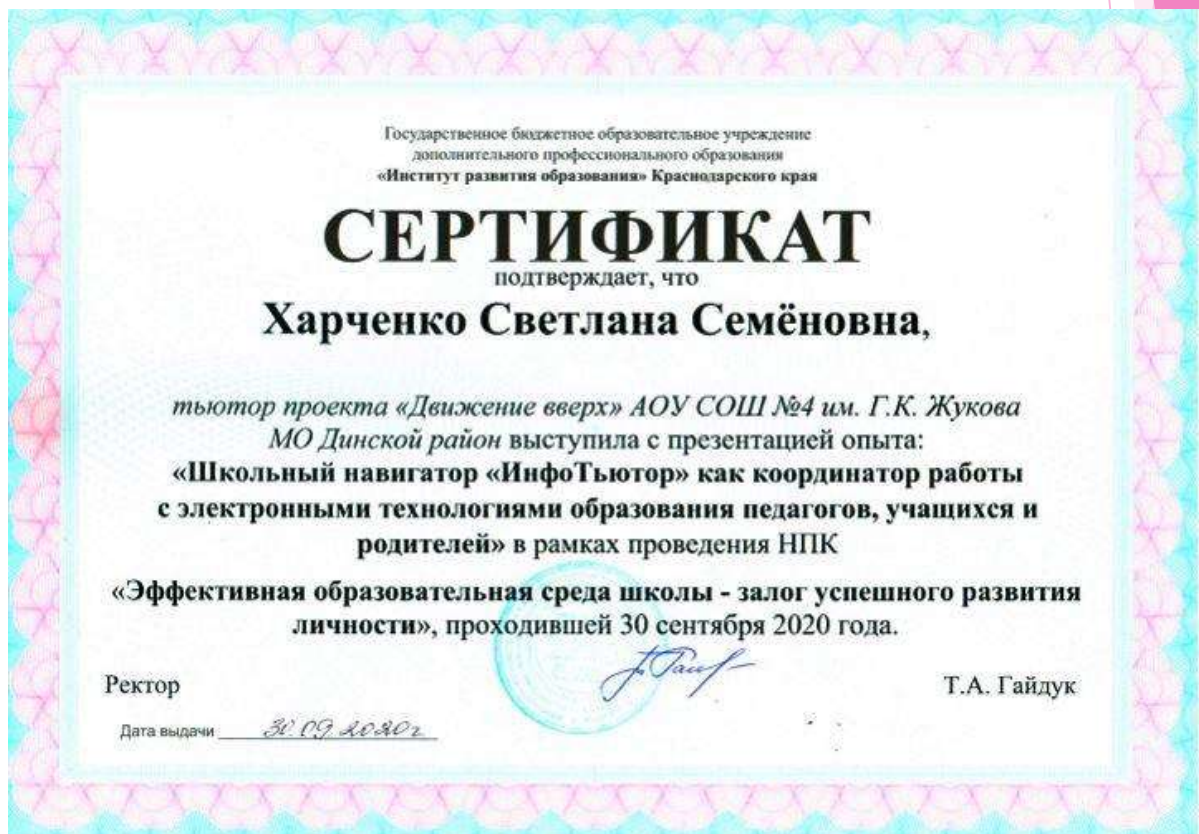 Государственное бюджетное образовательное учреждение
дополнительного профессионального образования
«Институт развития образования» Краснодарского края
СЕРТИФИКАТ
подтверждает, что
Харченко Светлана Семёновна,
тьютор проекта «Движение вверх» АОУ СОШ №4 им. Г.К. Жукова
МО Динской район выступила с презентацией опыта:
«Школьный навигатор «ИнфоТьютор» как координатор работы
с электронными технологиями образования педагогов, учащихся и
родителей» в рамках проведения НПК
«Эффективная образовательная среда школы - залог успешного развития
личности», проходившей 30 сентября 2020 года.
Ректор
Т.А. Гайдук
Дата выдачи 30.09.2020г.